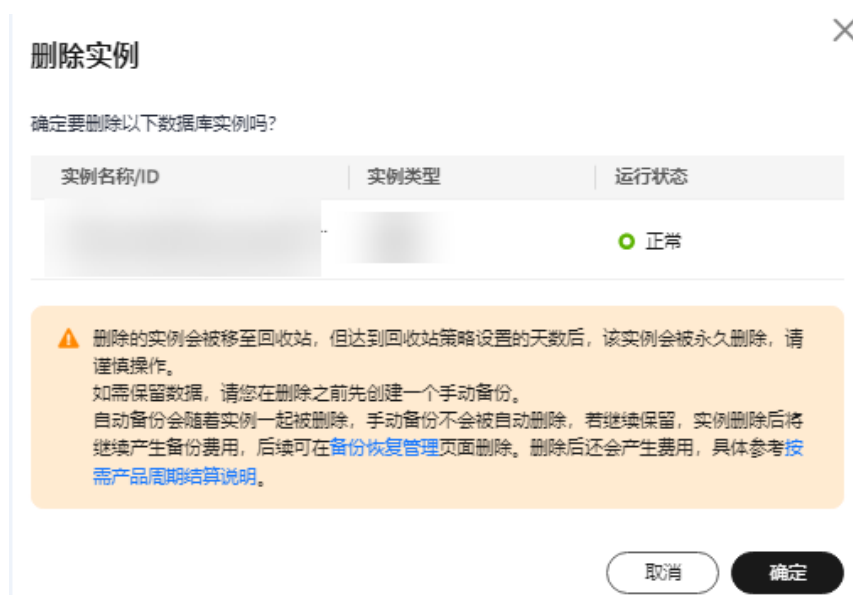 删除实例
确定要删除以下数据库实例吗?
实例名称/ID 实例类型 运行状态
正常
删除的实例会被移至回收站，但达到回收站策略设置的天数后，该实例会被永久删除，请
谨慎操作。
如需保留数据，请您在删除之前先创建一个手动备份。
自动备份会随着实例一起被删除，手动备份不会被自动删除，若继续保留，实例删除后将
继续产生备份费用，后续可在备份恢复管理页面删除。删除后还会产生费用，具体参考按
需产品周期结算说明。
取消 确定